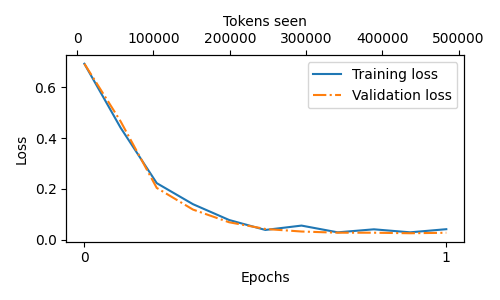 Tokens seen
0 100000 200000 300000 400000 500000
Training loss
Validation loss
0.6
0.4
0.2
0.0
Loss
0 1
Epochs